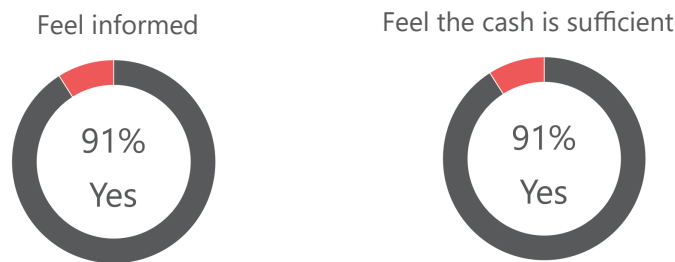 Feel informed
91%
Yes
Feel the cash is sufficient
91%
Yes